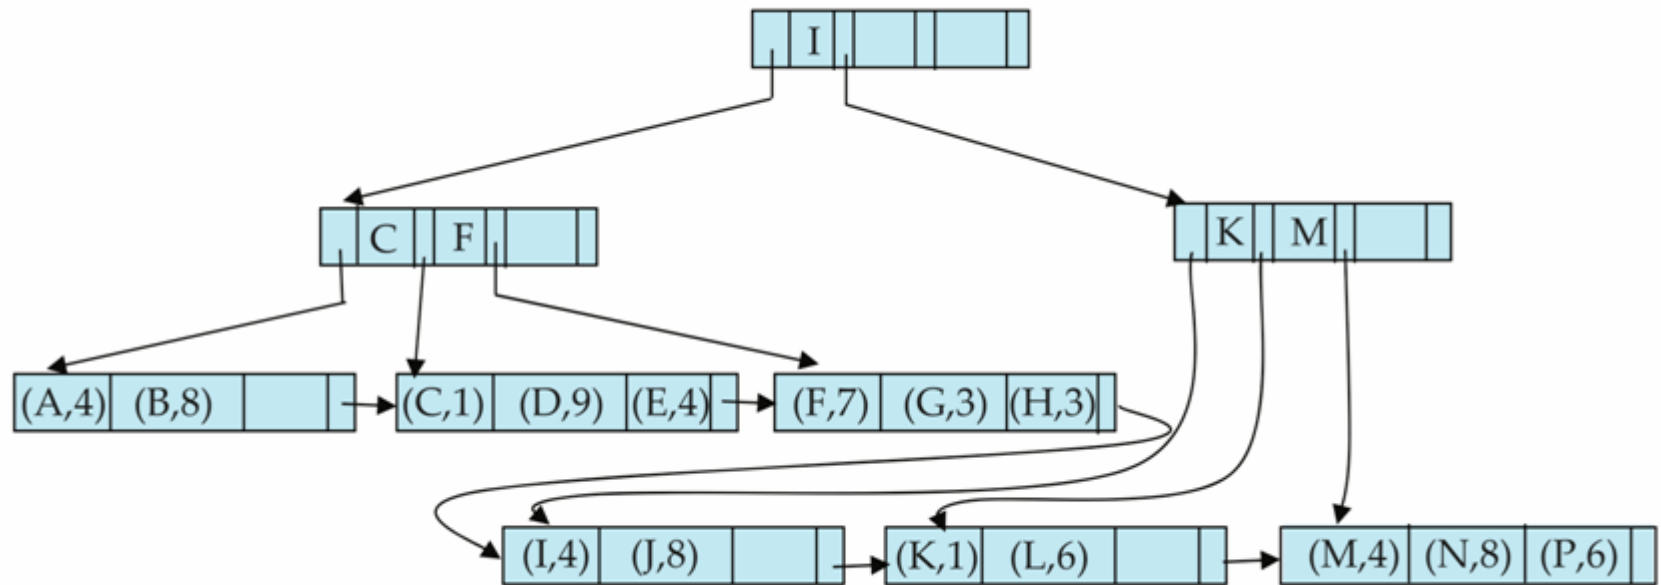 I
C F
K M
(A,4) (B,8) (C,1) (D,9) (E,4) (F,7) (G,3) (H,3)
(I,4) (J,8) (K,1) (L,6) (M,4) (N,8) (P,6)